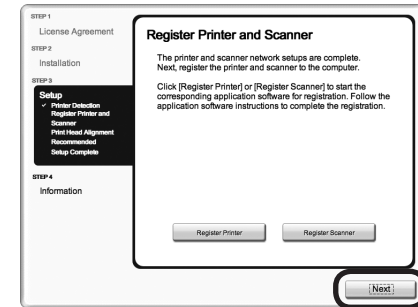 STEP 1
License Agreement
STEP 2
Installation
STEP 3
Setup
✓ Printer Detection
Register Printer and
Scanner
Print Head Alignment
Recommended
Setup Complete
STEP 4
Information
Register Printer and Scanner
The printer and scanner network setups are complete.
Next, register the printer and scanner to the computer.
Click [Register Printer] or [Register Scanner] to start the
corresponding application software for registration. Follow the
application software instructions to complete the registration.
Register Printer
Register Scanner
Next